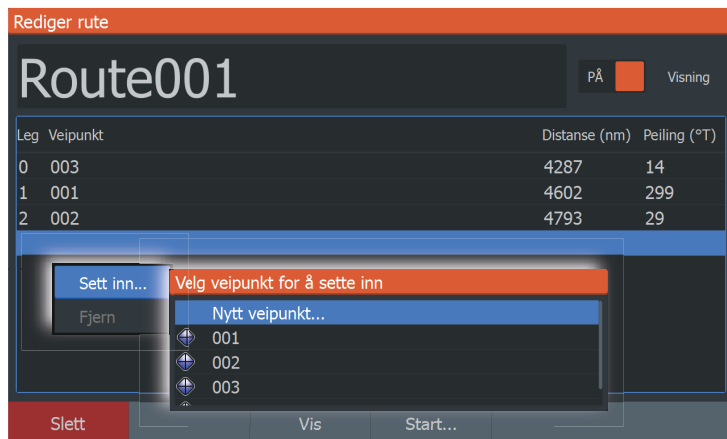 Rediger rute
Route001
PÅ Visning
Leg Veipunkt Distanse (nm) Peiling (°T)
0 003 4287 14
1 001 4602 299
2 002 4793 29
Sett inn...
Fjern
Velg veipunkt for å sette inn
Nytt veipunkt...
001
002
003
Slett Vis Start...